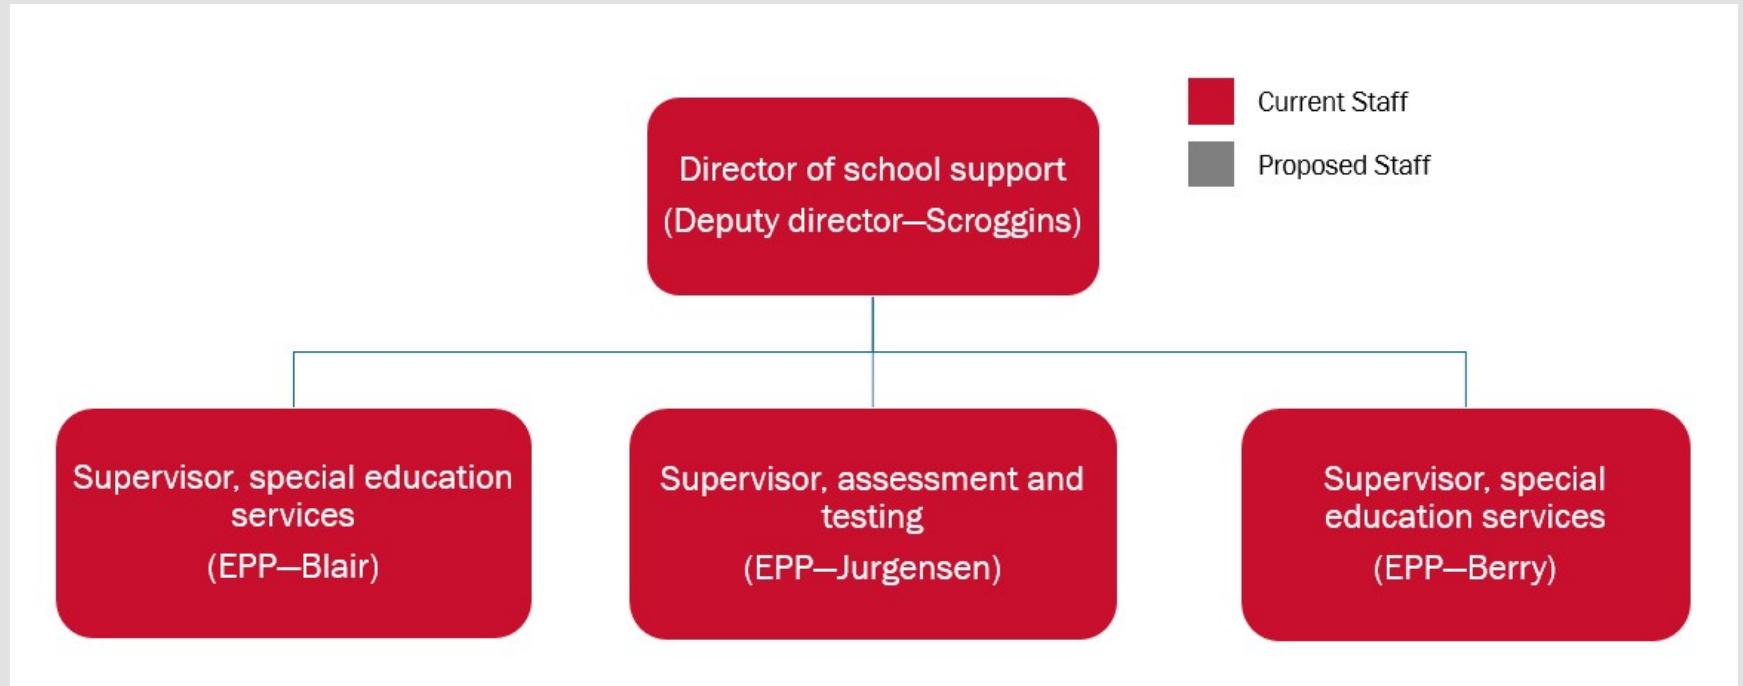 Director of school support
(Deputy director—Scroggins)
Current Staff
Proposed Staff
Supervisor, special education
services
(EPP—Blair)
Supervisor, assessment and
testing
(EPP—Jurgensen)
Supervisor, special
education services
(EPP—Berry)